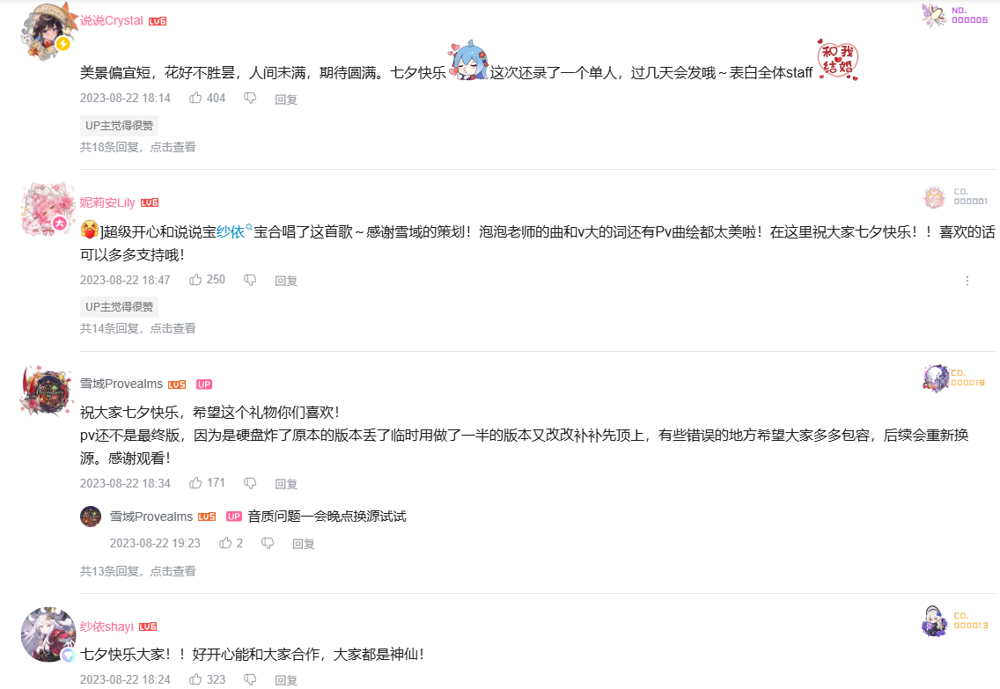 说说Crystal LV6
NO.
000006
美景偏宜短，花好不胜昙，人间未满，期待圆满。七夕快乐这次还录了一个单人，过几天会发哦～表白全体staff 和我结婚
2023-08-22 18:14 404 回复
UP主觉得很赞
共18条回复，点击查看
妮莉安Lily LV6
CD.
000001
]超级开心和说说宝纱依宝合唱了这首歌～感谢雪域的策划！泡泡老师的曲和v大的词还有Pv曲绘都太美啦！在这里祝大家七夕快乐！！喜欢的话
可以多多支持哦！
2023-08-22 18:47 250 回复
UP主觉得很赞
共14条回复，点击查看
雪域Provealms LV5 UP
CD.
000019
祝大家七夕快乐，希望这个礼物你们喜欢！
pv还不是最终版，因为是硬盘炸了原本的版本丢了临时用做了一半的版本又改改补补先顶上，有些错误的地方希望大家多多包容，后续会重新换
源。感谢观看！
2023-08-22 18:34 171 回复
雪域Provealms LV5 UP 音质问题一会晚点换源试试
2023-08-22 19:23 2 回复
共13条回复，点击查看
纱依shayi LV6
CD.
000013
七夕快乐大家！！好开心能和大家合作，大家都是神仙！
2023-08-22 18:24 323 回复